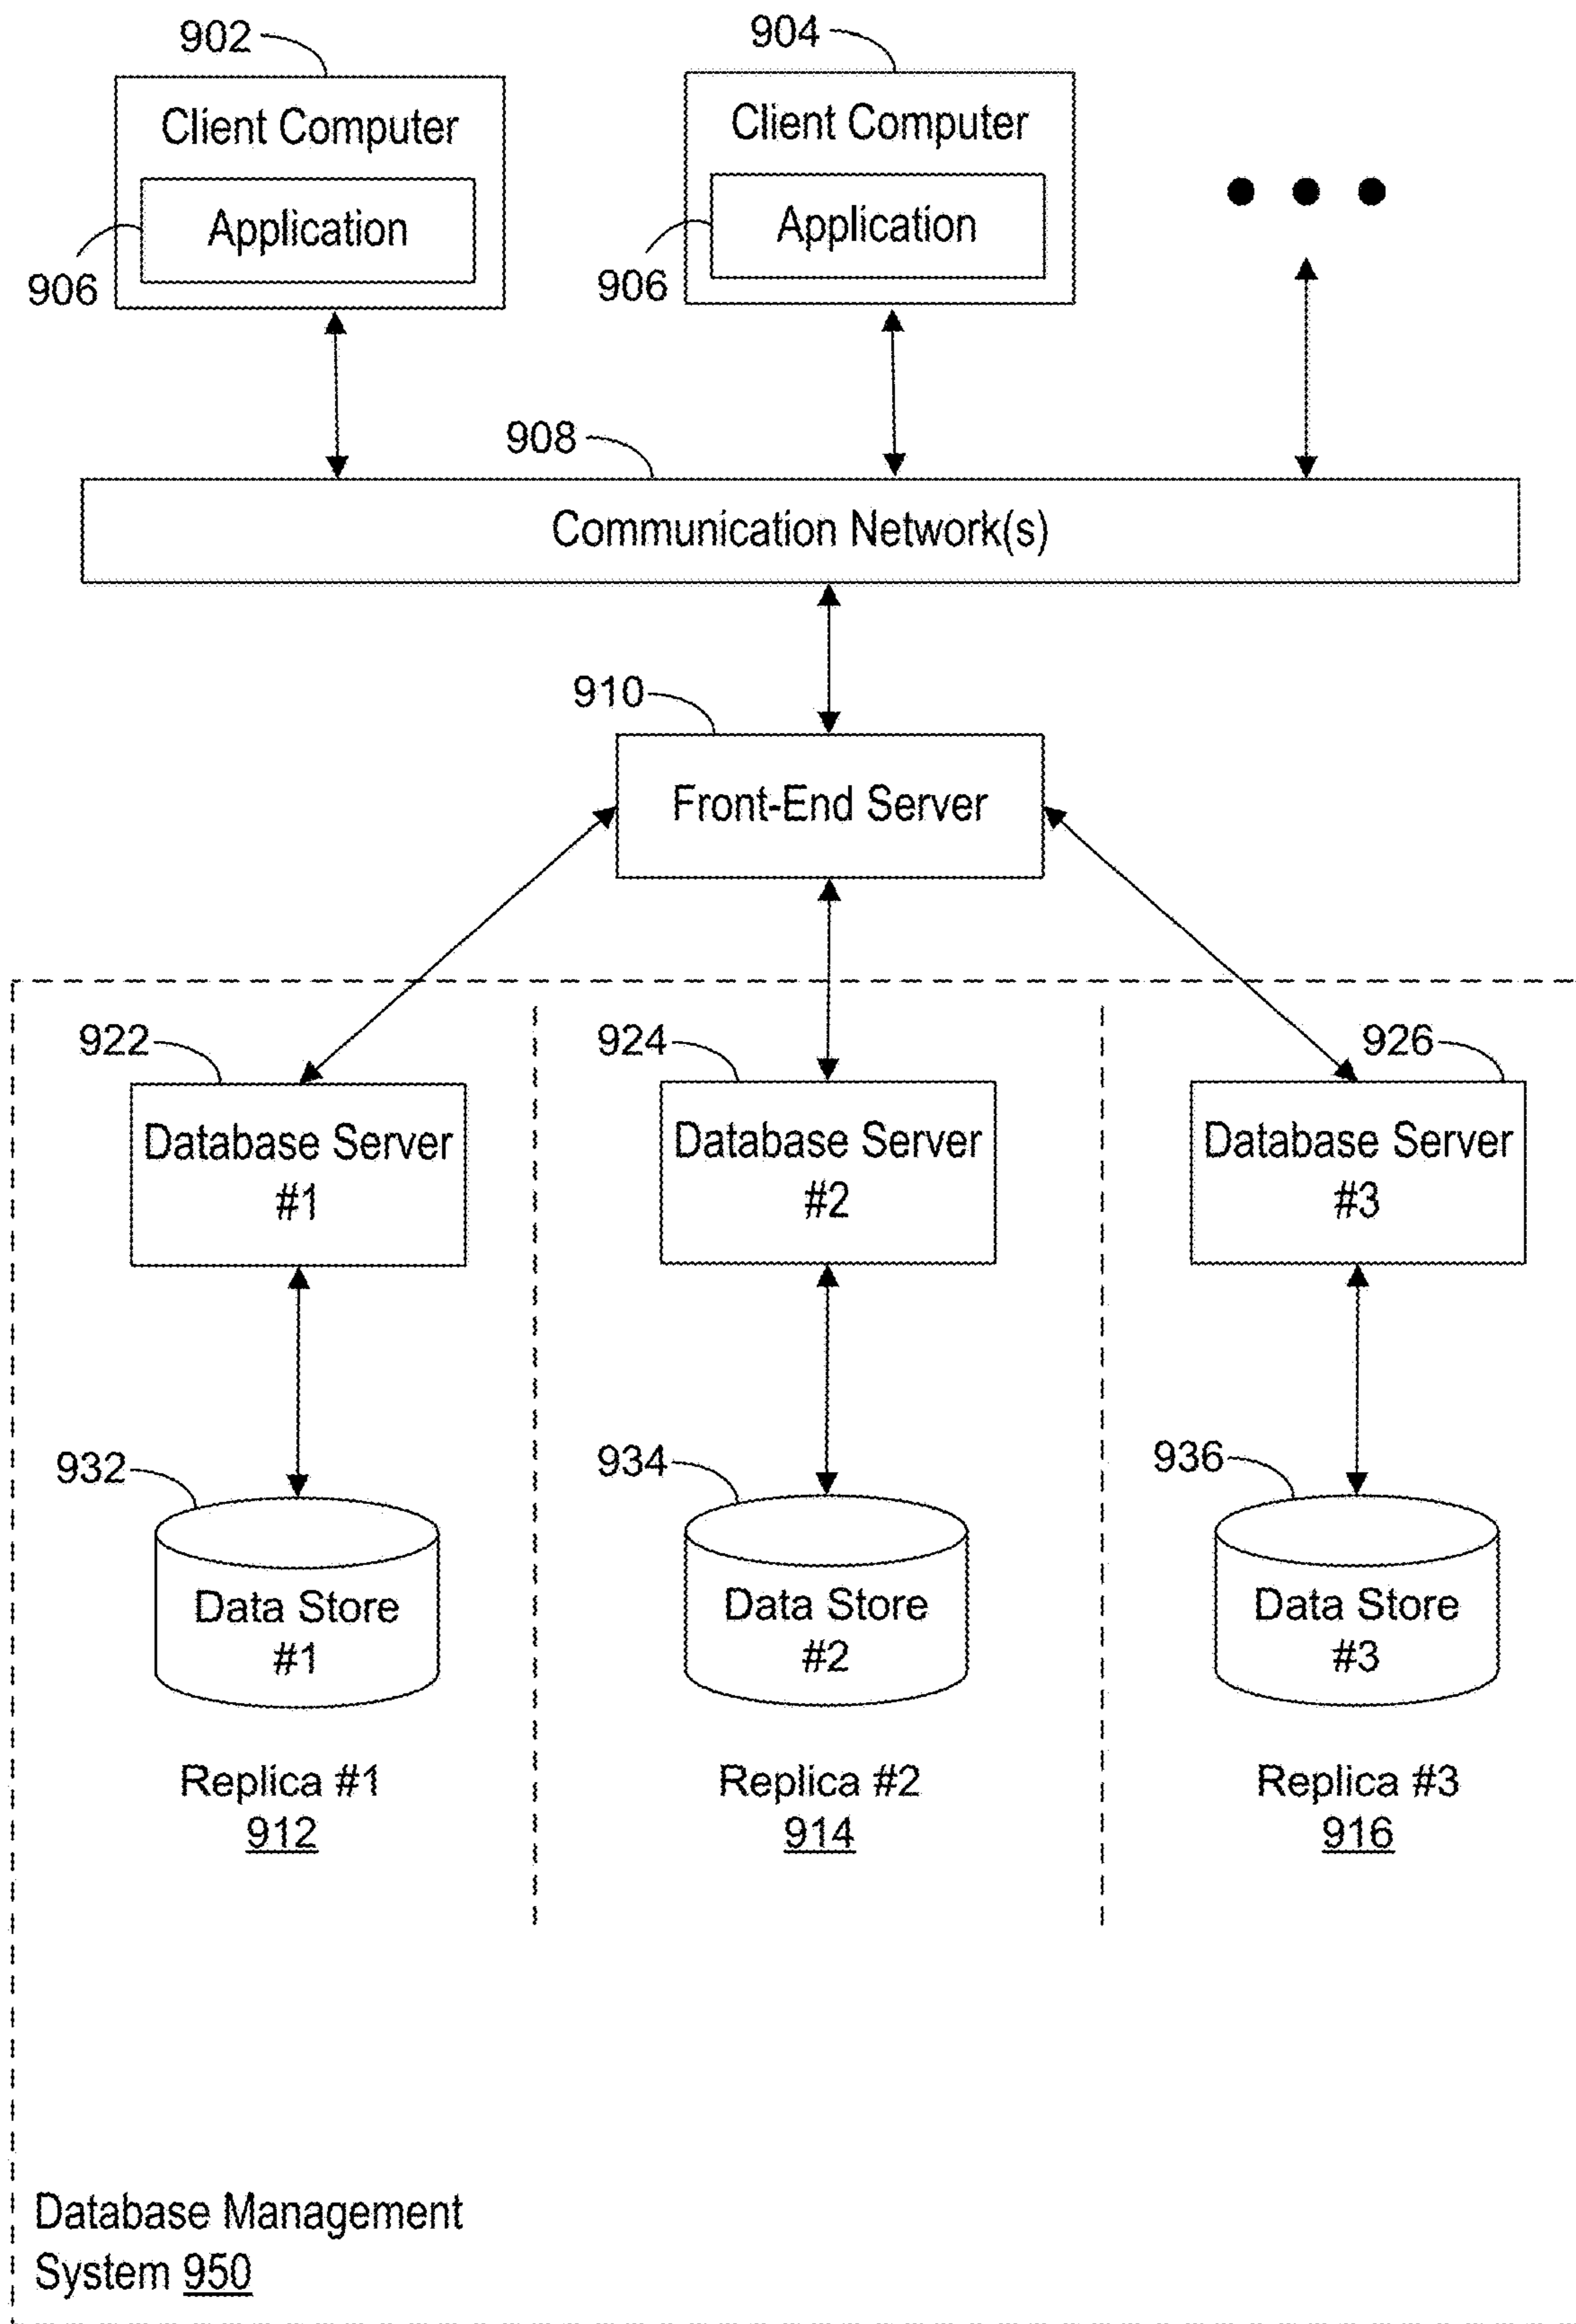 902
904
Client Computer
Client Computer
Application
Application
906
906
908
Communication Network(s)
910
Front-End Server
922
924
926
Database Server
#1
Database Server
#2
Database Server
#3
932
934
936
Data Store
#1
Data Store
#2
Data Store
#3
Replica #1
912
Replica #2
914
Replica #3
916
Database Management
System 950